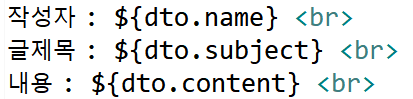 작성자 : ${dto.name} <br>
글제목 : ${dto.subject} <br>
내용 : ${dto.content} <br>